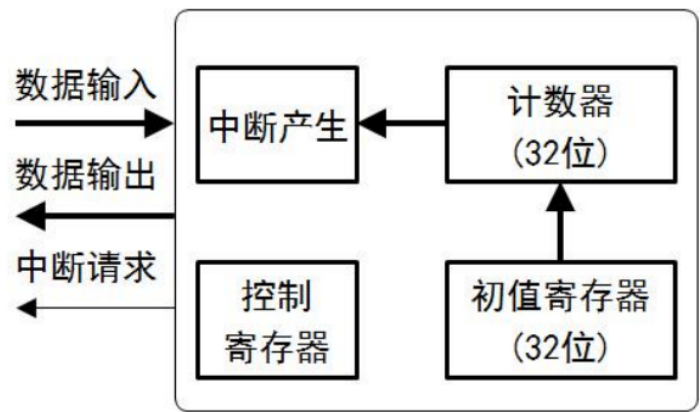 数据输入
数据输出
中断请求
中断产生
计数器
(32位)
控制
寄存器
初值寄存器
(32位)